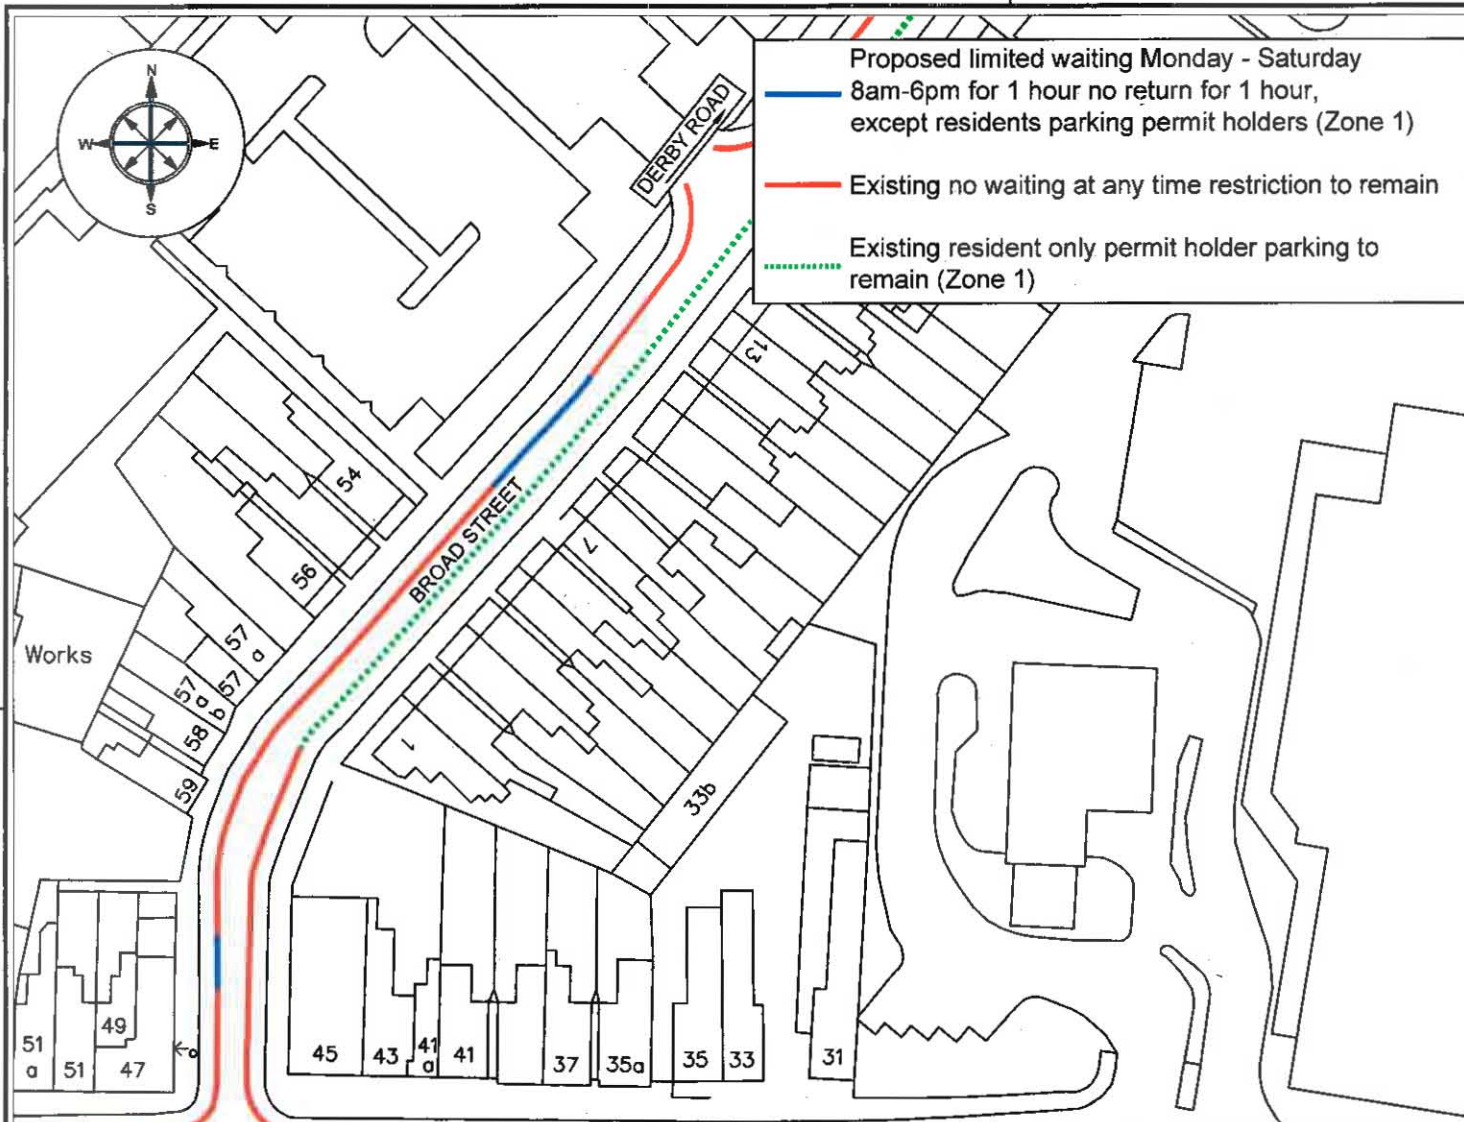 Proposed limited waiting Monday - Saturday
8am-6pm for 1 hour no return for 1 hour,
except residents parking permit holders (Zone 1)
Existing no waiting at any time restriction to remain
Existing resident only permit holder parking to
remain (Zone 1)
N
W
E
S
DERBY ROAD
13
54
BROAD STREET
7
56
Works
57
a
57
a
57
b
58
59
1
33b
51
a
51
49
47
45
43
41
a
41
37
35a
35
33
31